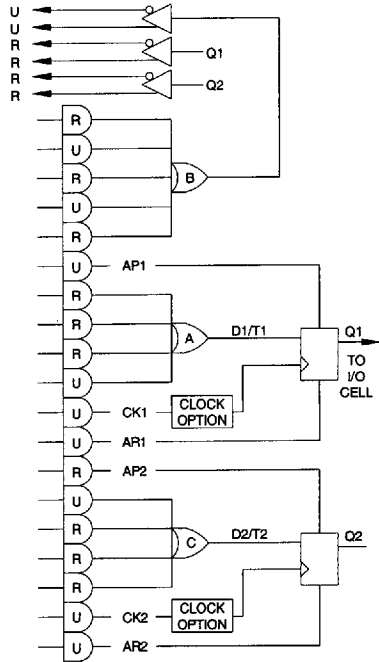 U
U
R
R Q1
R
R Q2
R
U
R B
U
R
U AP1
R
R A D1/T1 Q1
R TO
U I/O
CELL
U CK1 CLOCK
OPTION
U AR1
R AP2
U
R C D2/T2 Q2
R
R
U CK2 CLOCK
OPTION
U AR2